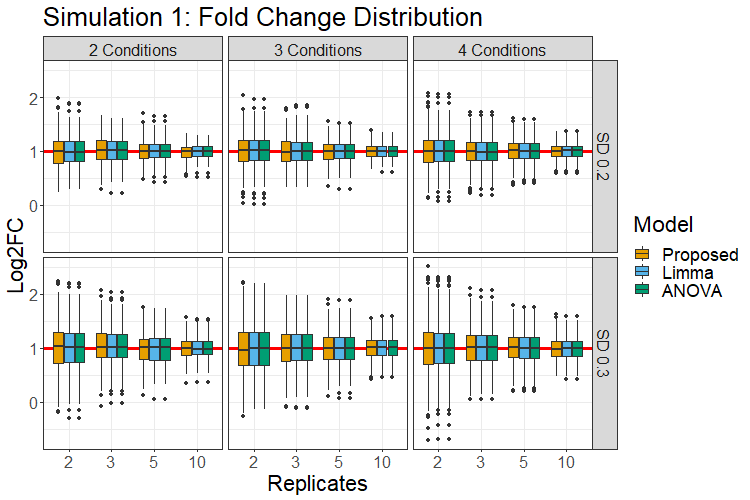 Simulation 1: Fold Change Distribution
2 Conditions 3 Conditions 4 Conditions
2
1
0
SD 0.2
2
1
0
SD 0.3
Log2FC
2 3 5 10 2 3 5 10 2 3 5 10
Replicates
Model
Proposed
Limma
ANOVA